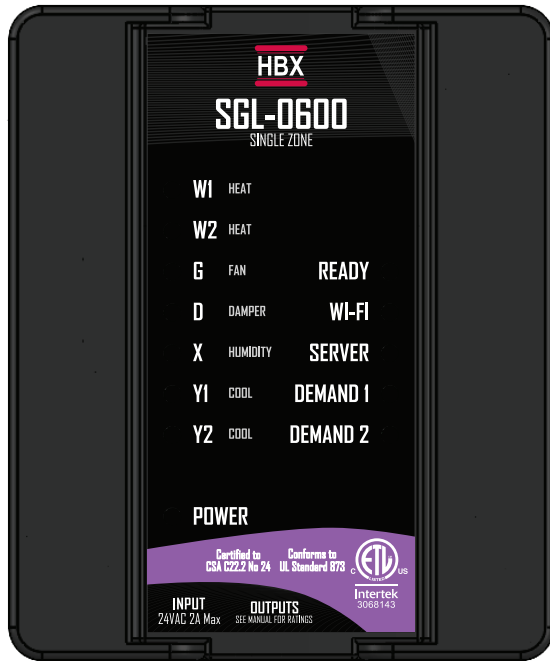 HBX
SGL-0600
SINGLE ZONE
W1 HEAT
W2 HEAT
G FAN READY
D DAMPER WI-FI
X HUMIDITY SERVER
Y1 COOL DEMAND 1
Y2 COOL DEMAND 2
POWER
Certified to
CSA C22.2 No 24
Conforms to
UL Standard 873
C ETL US
LISTED
Intertek
3068143
INPUT
24VAC 2A Max
OUTPUTS
SEE MANUAL FOR RATINGS